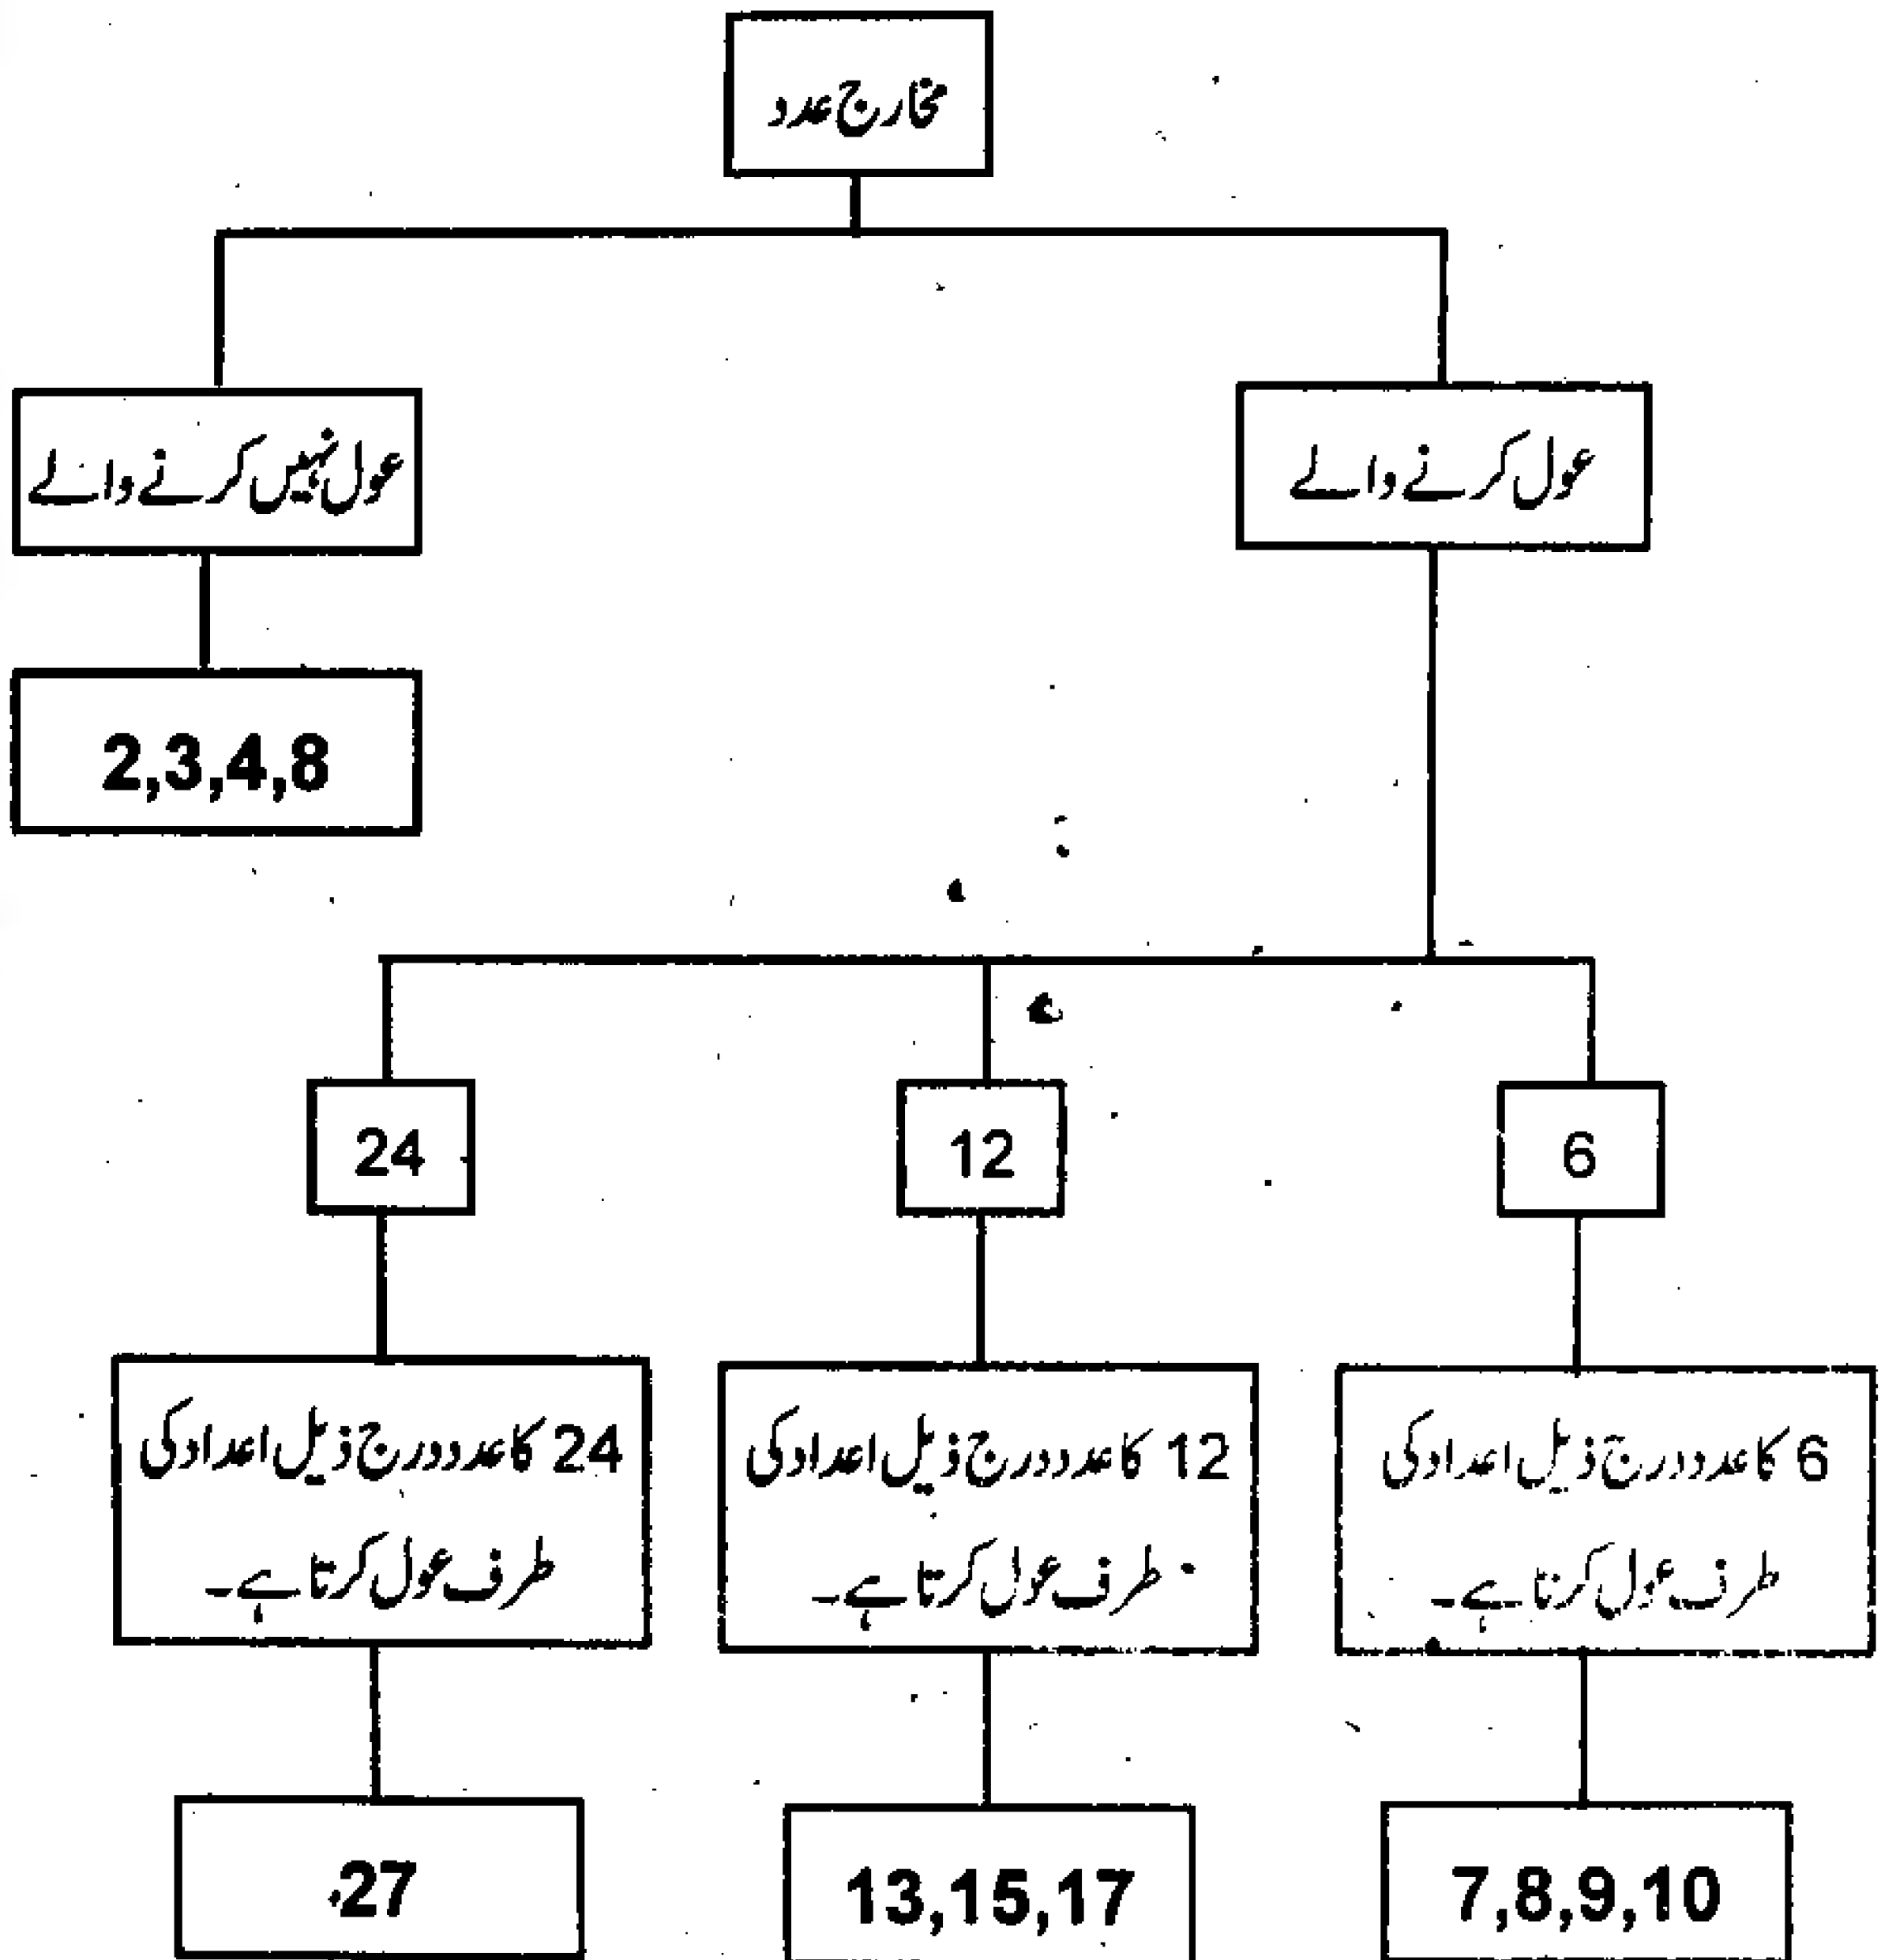 مخارج عدد
عول کرنے والے
عول نہیں کرنے والے
2,3,4,8
6
12
24
6 کا عدد درج ذیل اعداد کی
طرف عول کرتا ہے۔
12 کا عدد درج ذیل اعداد کی
طرف عول کرتا ہے۔
24 کا عدد درج ذیل اعداد کی
طرف عول کرتا ہے۔
7,8,9,10
13,15,17
27